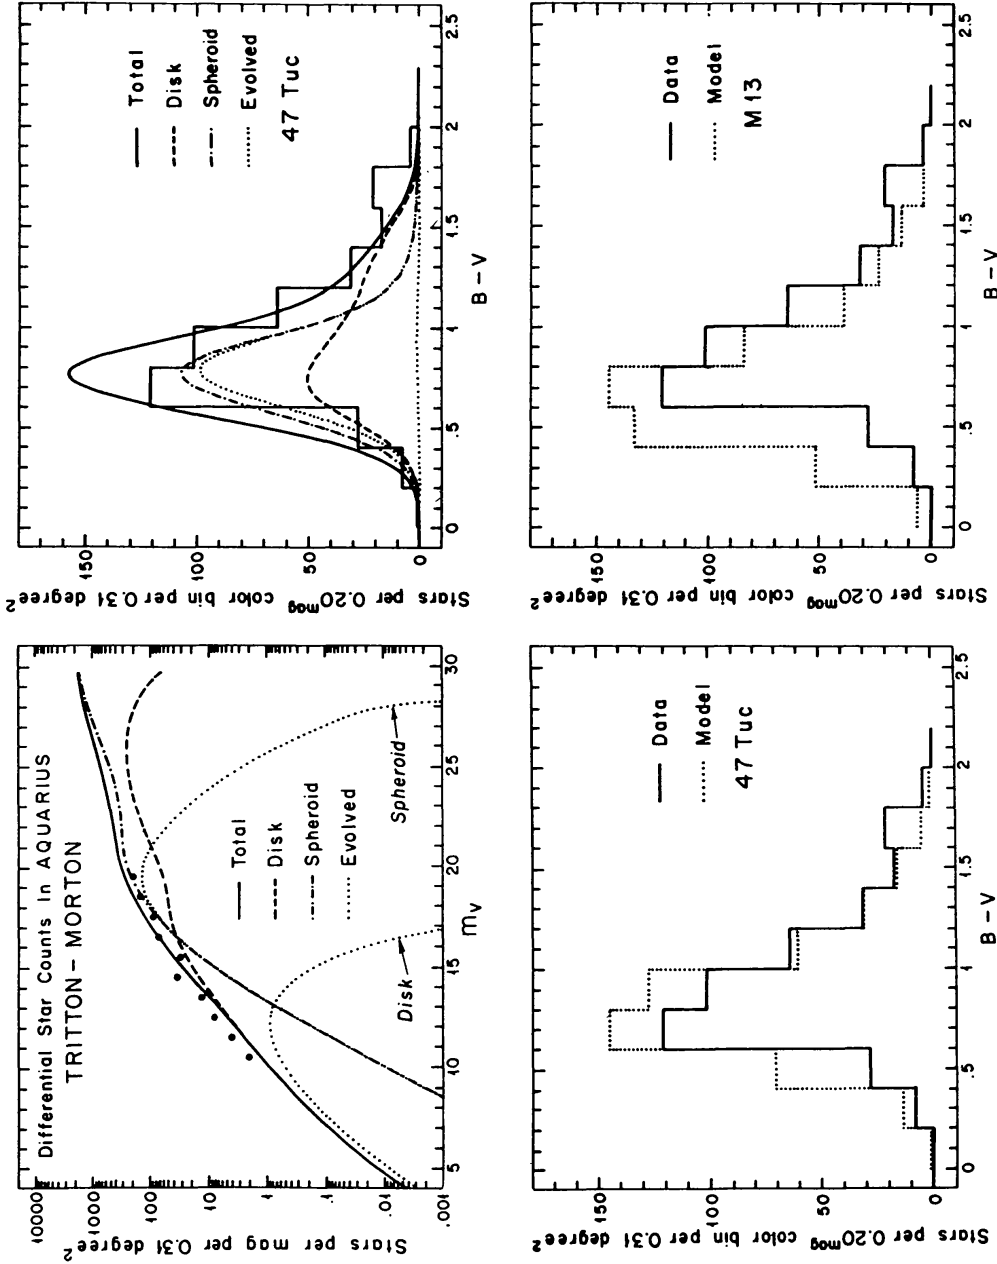 Differential Star Counts In AQUARIUS
TRITTON - MORTON
Total
Disk
Spheroid
Evolved
Spheroid
Disk
10000
1000
100
10
1
.1
.01
.001
Stars per mag per 0.31 degree²
5
10
15
20
25
30
mV
Total
Disk
Spheroid
Evolved
47 Tuc
150
100
50
0
Stars per 0.20mag color bin per 0.31 degree²
0
.5
1
1.5
2
2.5
B-V
Data
Model
47 Tuc
150
100
50
0
Stars per 0.20mag color bin per 0.31 degree²
0
.5
1
1.5
2
2.5
B-V
Data
Model
M13
150
100
50
0
Stars per 0.20mag color bin per 0.31 degree²
0
.5
1
1.5
2
2.5
B-V